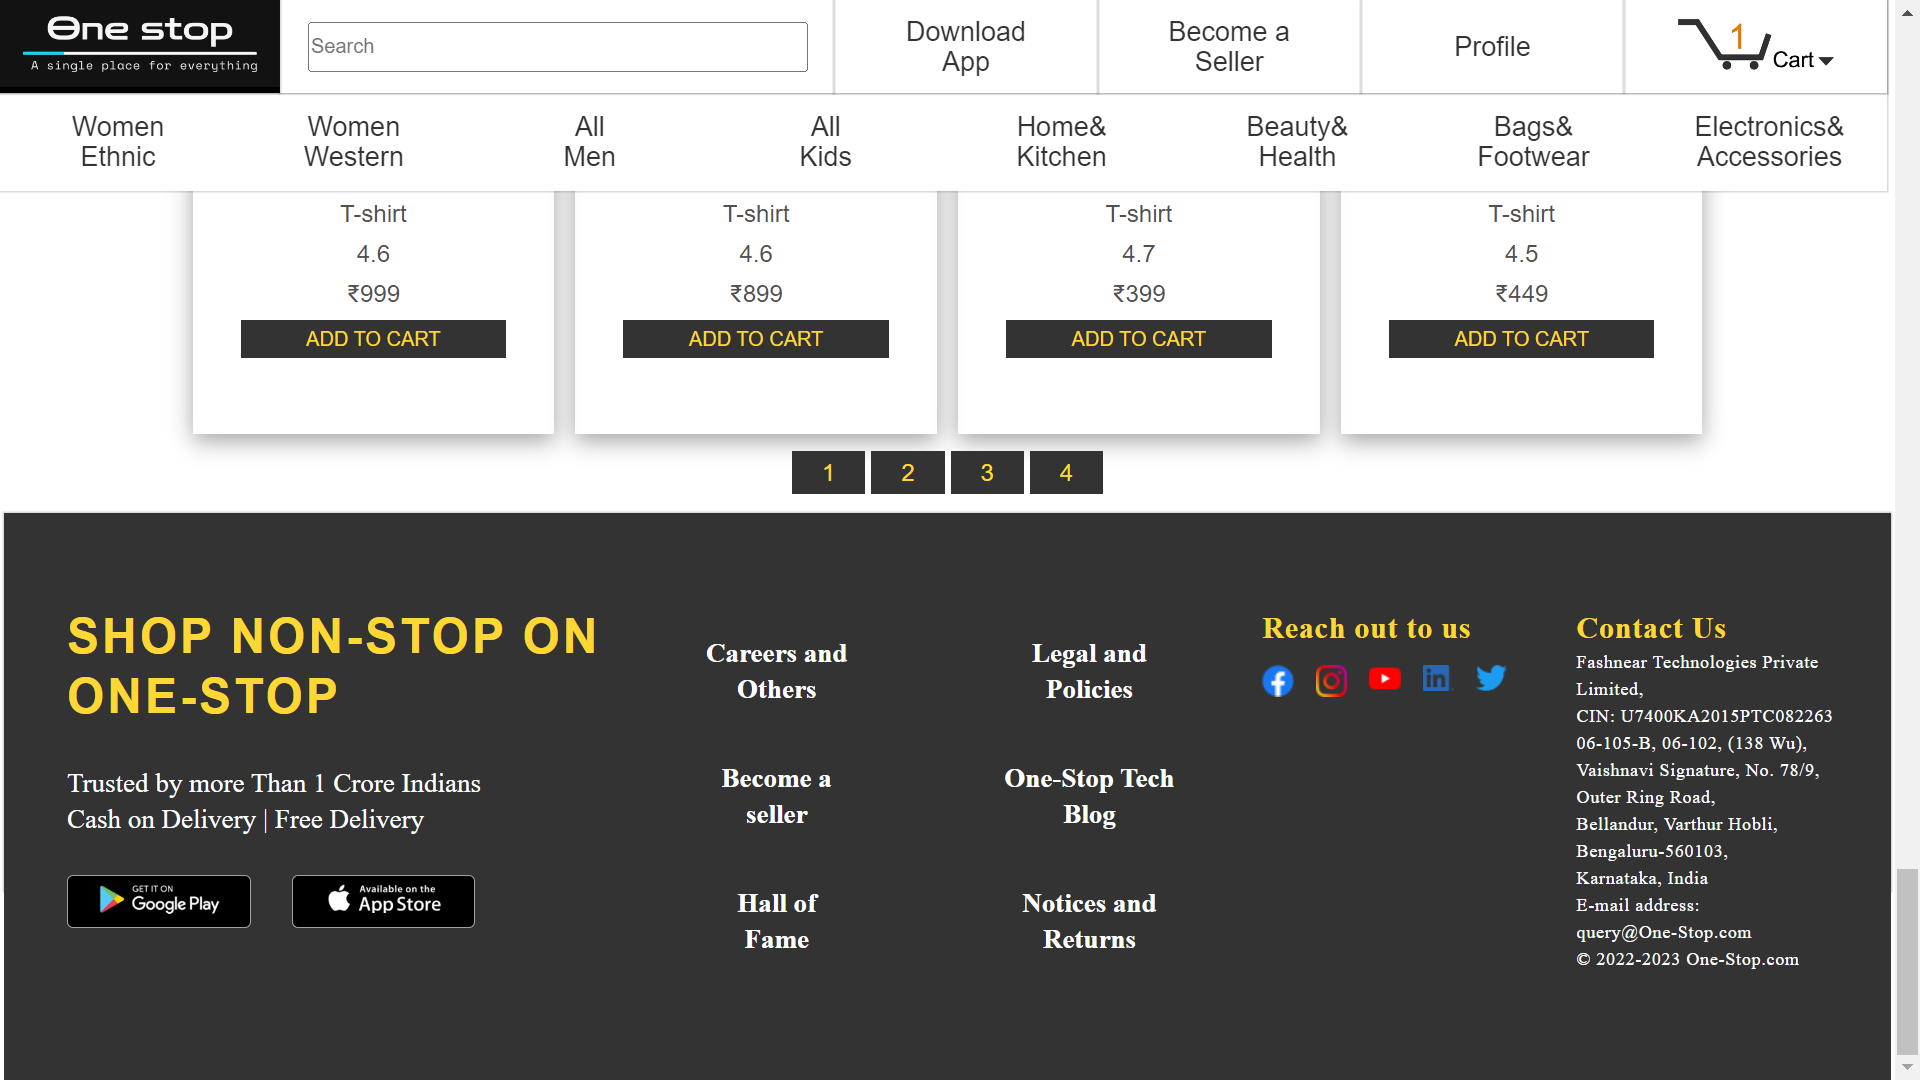 One stop
A single place for everything
Search
Download
App
Become a
Seller
Profile
1
Cart
Women
Ethnic
Women
Western
All
Men
All
Kids
Home&
Kitchen
Beauty&
Health
Bags&
Footwear
Electronics&
Accessories
T-shirt
4.6
₹999
ADD TO CART
T-shirt
4.6
₹899
ADD TO CART
T-shirt
4.7
₹399
ADD TO CART
T-shirt
4.5
₹449
ADD TO CART
1 2 3 4
SHOP NON-STOP ON
ONE-STOP
Trusted by more Than 1 Crore Indians
Cash on Delivery | Free Delivery
GET IT ON
Google Play
Available on the
App Store
Careers and
Others
Become a
seller
Hall of
Fame
Legal and
Policies
One-Stop Tech
Blog
Notices and
Returns
Reach out to us
Contact Us
Fashnear Technologies Private
Limited,
CIN: U7400KA2015PTC082263
06-105-B, 06-102, (138 Wu),
Vaishnavi Signature, No. 78/9,
Outer Ring Road,
Bellandur, Varthur Hobli,
Bengaluru-560103,
Karnataka, India
E-mail address:
query@One-Stop.com
© 2022-2023 One-Stop.com